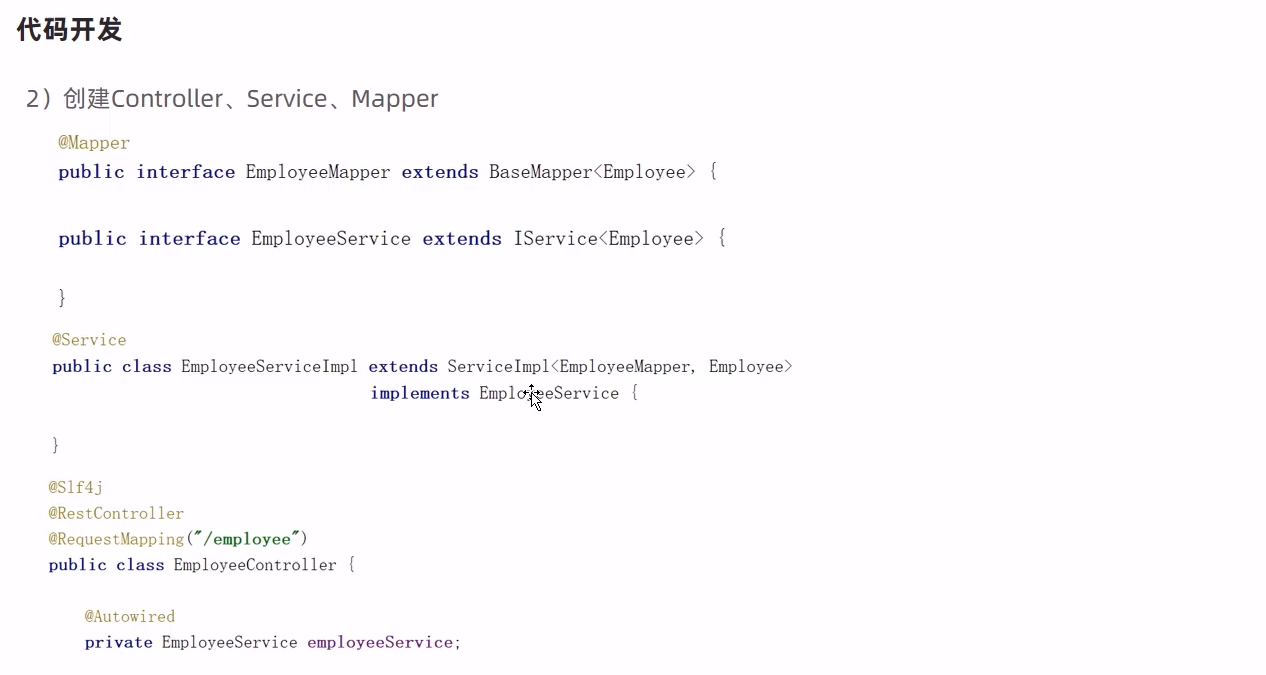 代码开发
2）创建Controller、Service、Mapper
@Mapper
public interface EmployeeMapper extends BaseMapper<Employee> {
public interface EmployeeService extends IService<Employee> {
}
@Service
public class EmployeeServiceImpl extends ServiceImpl<EmployeeMapper, Employee>
implements EmployeeService {
}
@Slf4j
@RestController
@RequestMapping("/employee")
public class EmployeeController {
@Autowired
private EmployeeService employeeService;